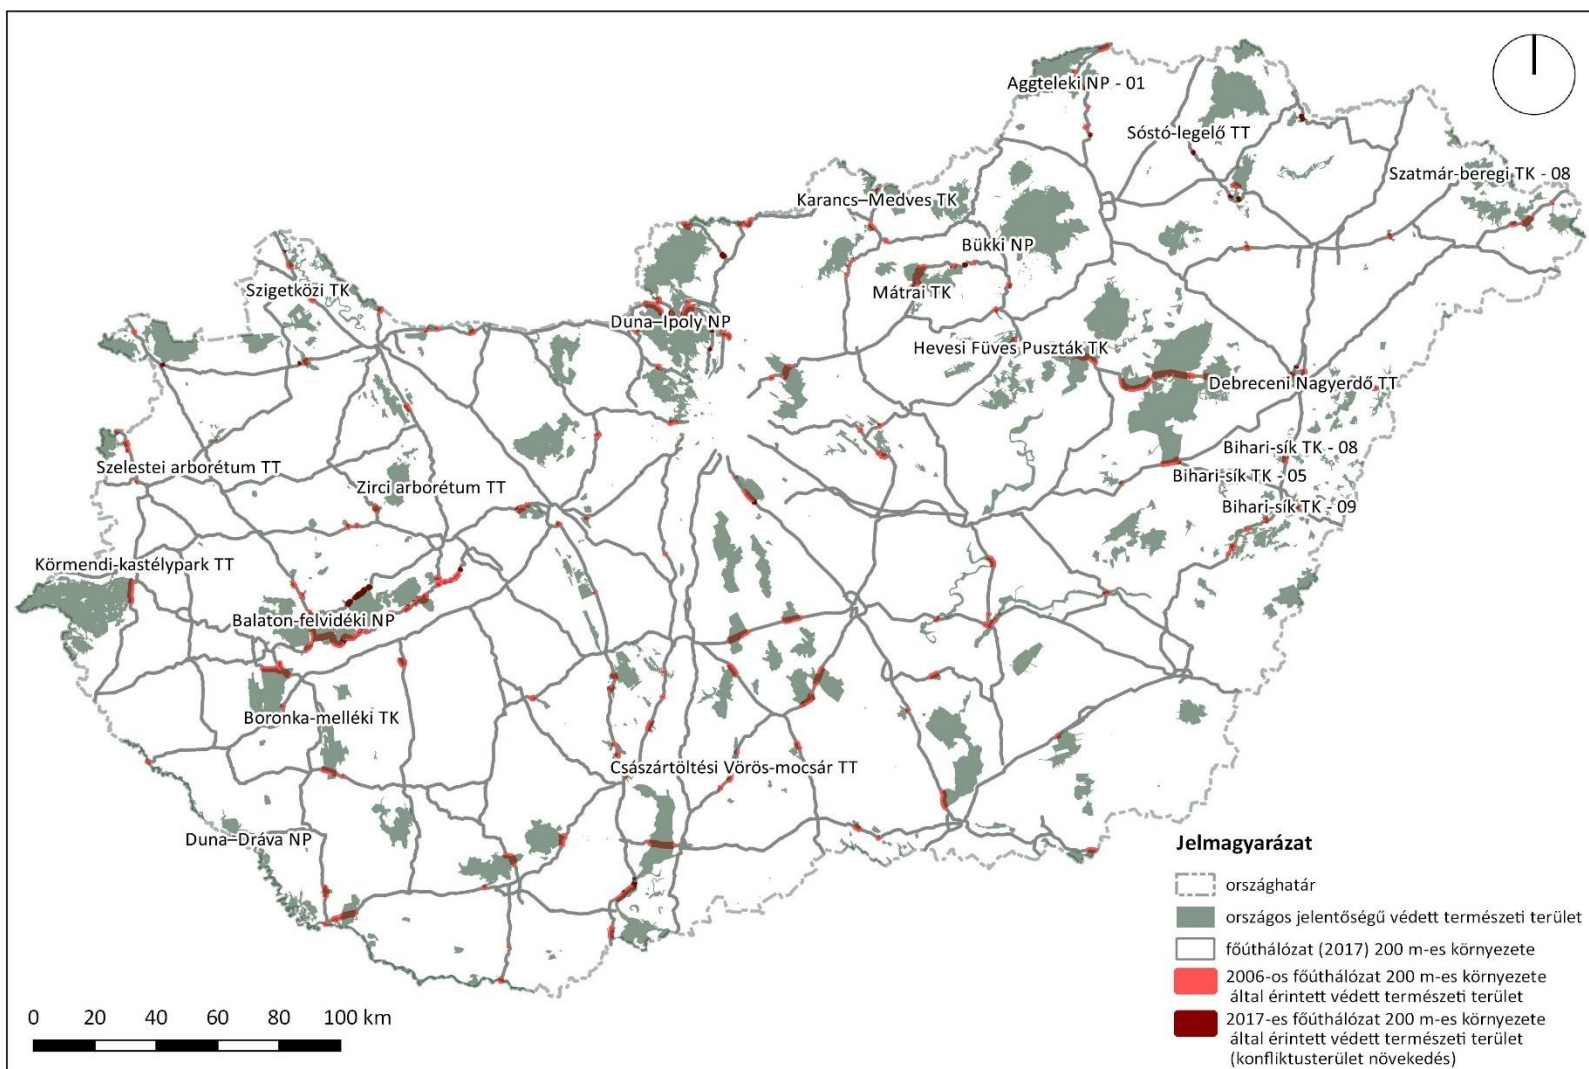 Aggteleki NP - 01
Sóstó-legelő TT
Szatmár-beregi TK - 08
Karancs–Medves TK
Bükki NP
Szigetközi TK
Mátrai TK
Duna–Ipoly NP
Hevesi Füves Puszták TK
Debreceni Nagyerdő TT
Bihari-sík TK - 08
Szelestei arborétum TT
Bihari-sík TK - 05
Zirci arborétum TT
Bihari-sík TK - 09
Körmendi-kastélypark TT
Balaton-felvidéki NP
Boronka-melléki TK
Császártöltési Vörös-mocsár TT
Duna–Dráva NP
Jelmagyarázat
országhatár
országos jelentőségű védett természeti terület
főúthálózat (2017) 200 m-es környezete
2006-os főúthálózat 200 m-es környezete
által érintett védett természeti terület
2017-es főúthálózat 200 m-es környezete
által érintett védett természeti terület
(konfliktusterület növekedés)
0 20 40 60 80 100 km